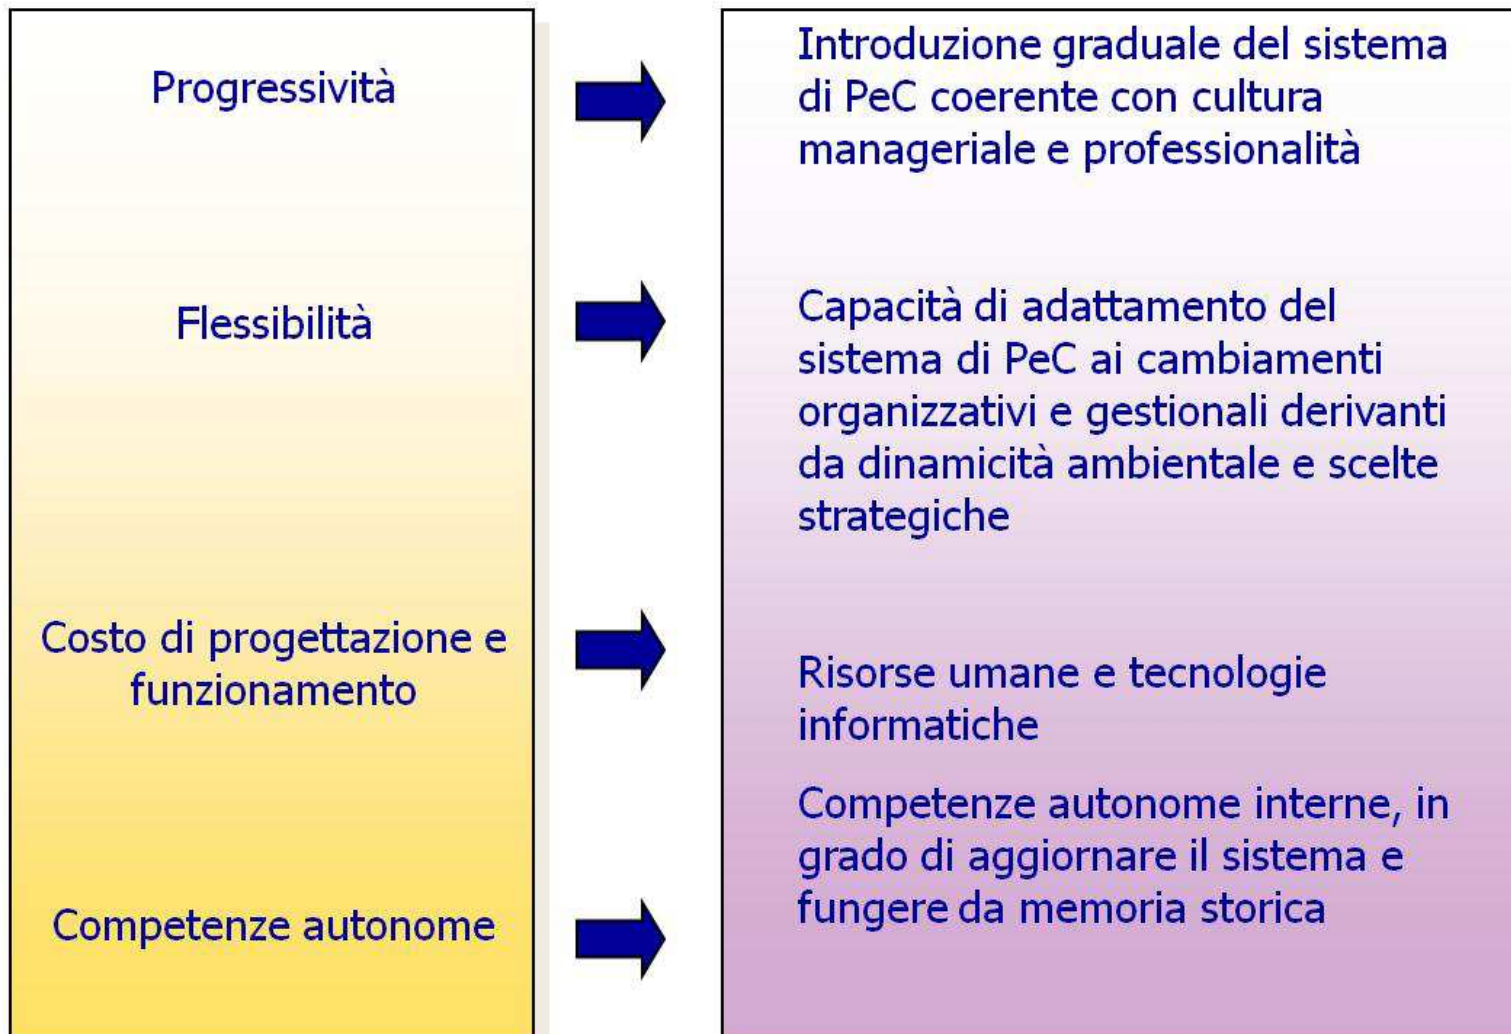 Progressività
Introduzione graduale del sistema
di PeC coerente con cultura
manageriale e professionalità
Flessibilità
Capacità di adattamento del
sistema di PeC ai cambiamenti
organizzativi e gestionali derivanti
da dinamicità ambientale e scelte
strategiche
Costo di progettazione e
funzionamento
Risorse umane e tecnologie
informatiche
Competenze autonome
Competenze autonome interne, in
grado di aggiornare il sistema e
fungere da memoria storica